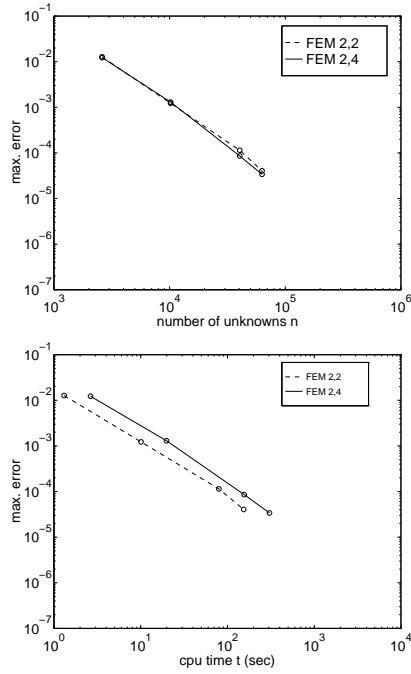 10^-1
10^-2
10^-3
10^-4
10^-5
10^-6
10^-7
max. error
FEM 2,2
FEM 2,4
10^3
10^4
10^5
10^6
number of unknowns n
10^-1
10^-2
10^-3
10^-4
10^-5
10^-6
10^-7
max. error
FEM 2,2
FEM 2,4
10^0
10^1
10^2
10^3
10^4
cpu time t (sec)